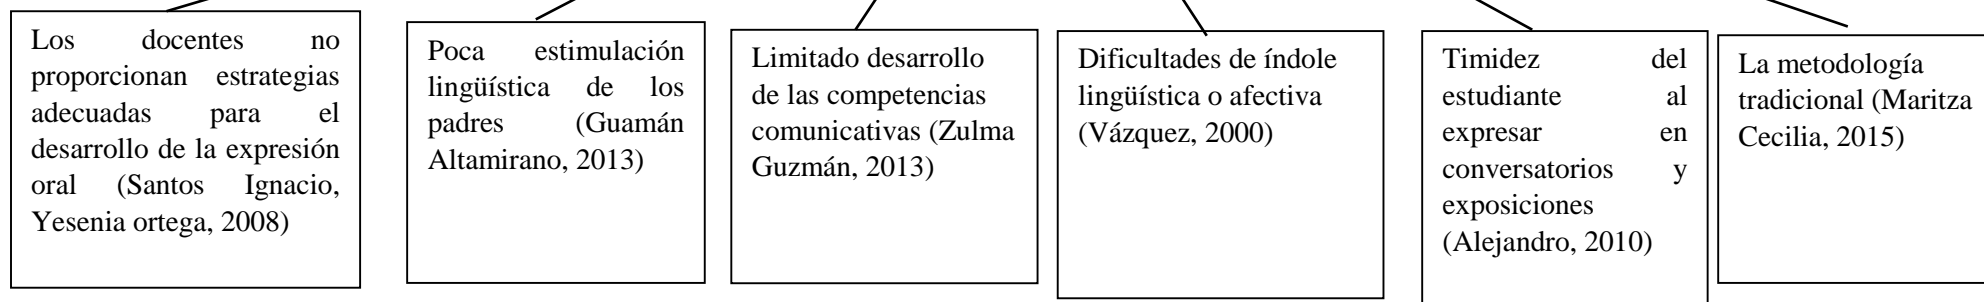 Los docentes no
proporcionan estrategias
adecuadas para el
desarrollo de la expresión
oral (Santos Ignacio,
Yesenia ortega, 2008)
Poca estimulación
lingüística de los
padres (Guamán
Altamirano, 2013)
Limitado desarrollo
de las competencias
comunicativas (Zulma
Guzmán, 2013)
Dificultades de índole
lingüística o afectiva
(Vázquez, 2000)
Timidez del
estudiante al
expresar en
conversatorios y
exposiciones
(Alejandro, 2010)
La metodología
tradicional (Maritza
Cecilia, 2015)